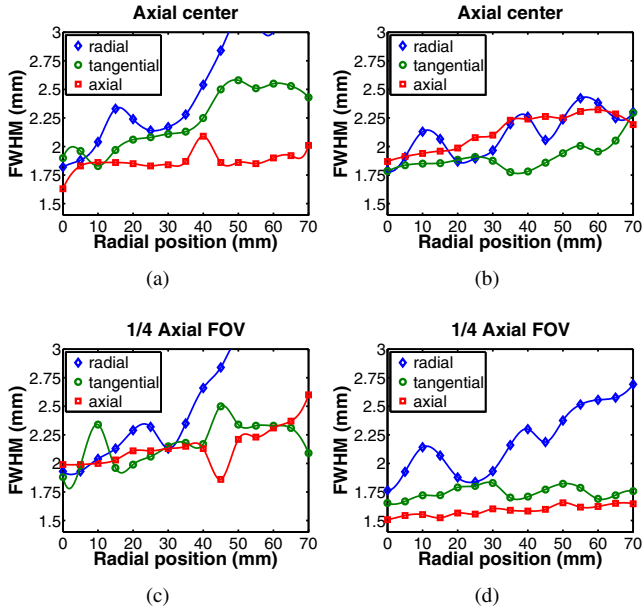 Axial center
FWHM (mm)
3
2.75
2.5
2.25
2
1.75
1.5
radial
tangential
axial
0 10 20 30 40 50 60 70
Radial position (mm)
(a)
Axial center
FWHM (mm)
3
2.75
2.5
2.25
2
1.75
1.5
radial
tangential
axial
0 10 20 30 40 50 60 70
Radial position (mm)
(b)
1/4 Axial FOV
FWHM (mm)
3
2.75
2.5
2.25
2
1.75
1.5
radial
tangential
axial
0 10 20 30 40 50 60 70
Radial position (mm)
(c)
1/4 Axial FOV
FWHM (mm)
3
2.75
2.5
2.25
2
1.75
1.5
radial
tangential
axial
0 10 20 30 40 50 60 70
Radial position (mm)
(d)